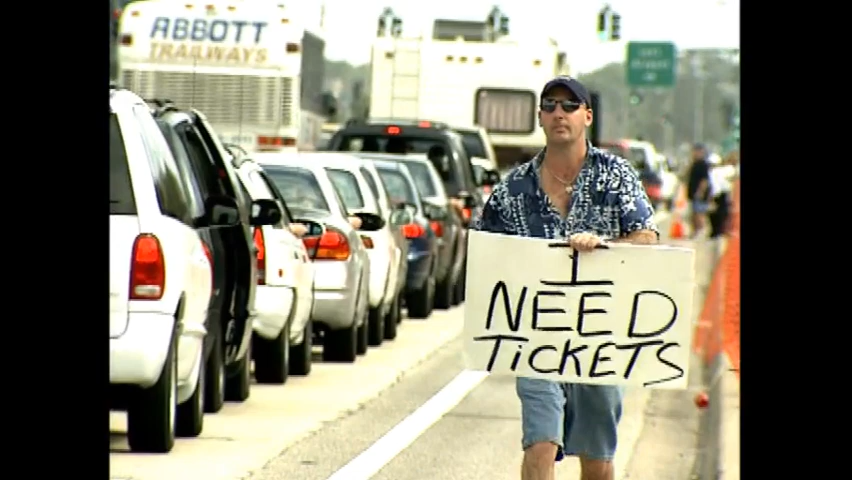 ABBOTT
TRAILWAYS
I
NEED
TICKETS